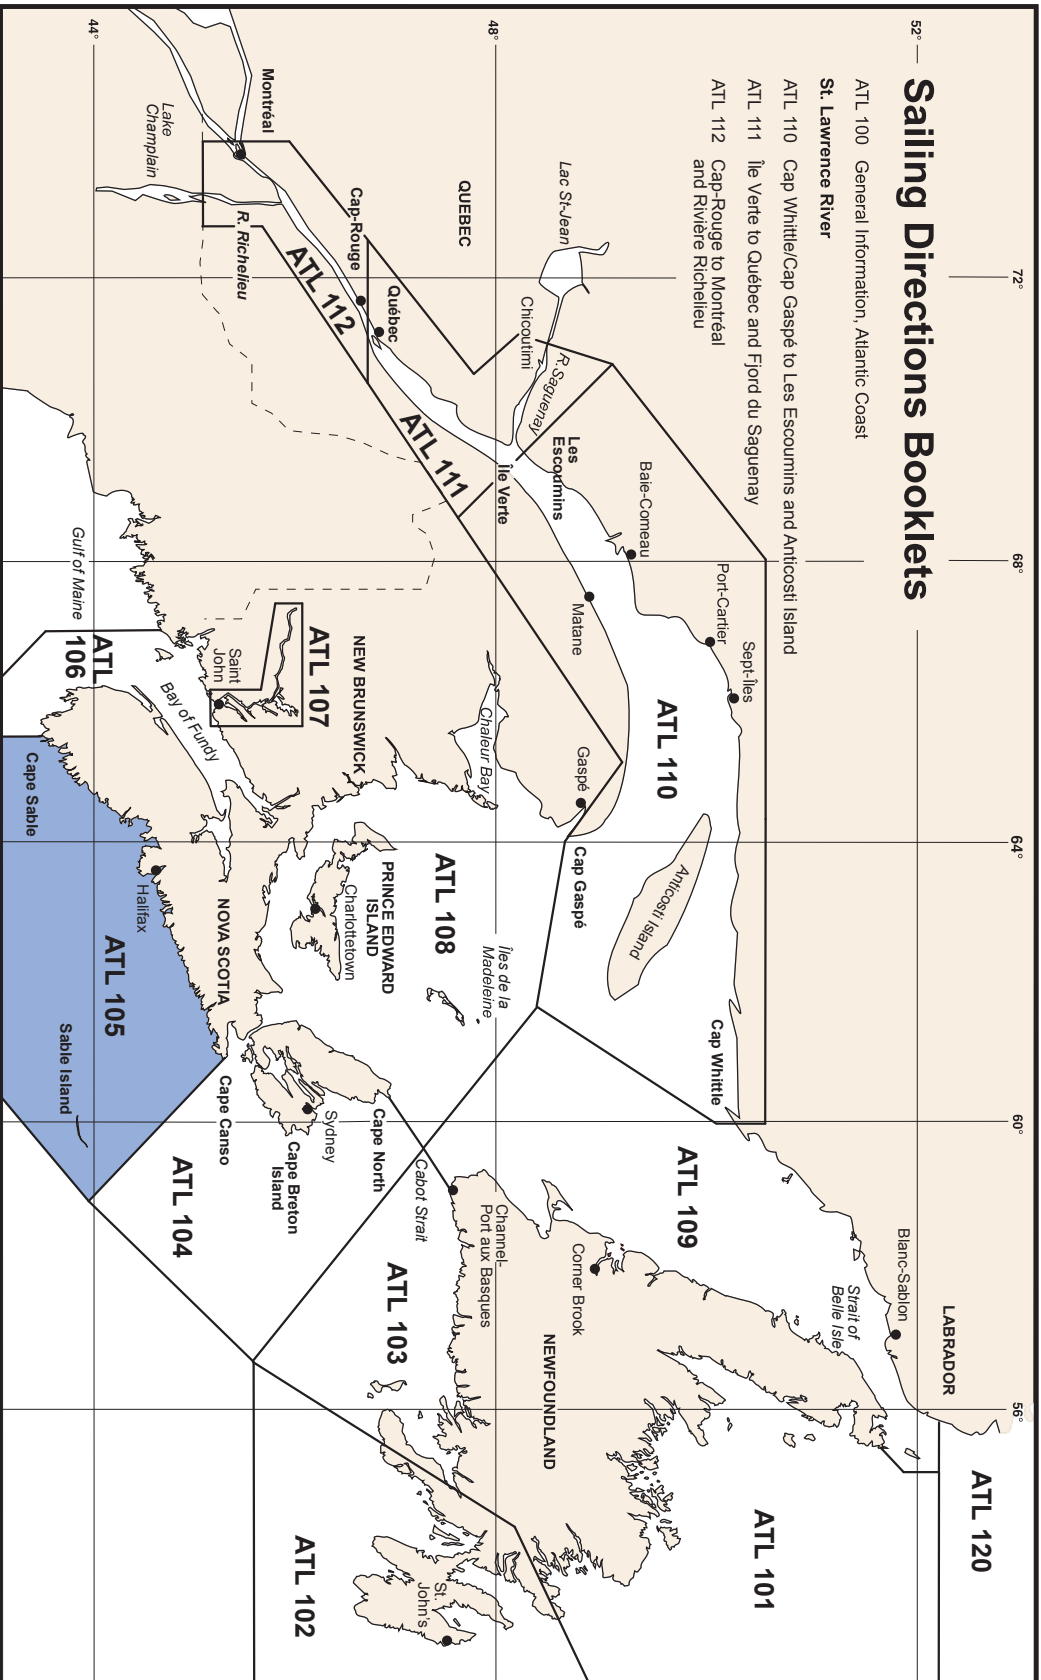 Sailing Directions Booklets
ATL 100 General Information, Atlantic Coast
St. Lawrence River
ATL 110 Cap Whittle/Cap Gaspé to Les Escoumins and Anticosti Island
ATL 111 Île Verte to Québec and Fjord du Saguenay
ATL 112 Cap-Rouge to Montréal
and Rivière Richelieu
72°
68°
64°
60°
56°
52°
48°
44°
LABRADOR
ATL 120
Blanc-Sablon
Strait of
Belle Isle
ATL 101
Sept-Îles
Port-Cartier
Cap Whittle
ATL 109
ATL 110
Baie-Comeau
Anticosti Island
Lac St-Jean
Chicoutimi
R. Saguenay
Les
Escoumins
Matane
Gaspé
Cap Gaspé
Corner Brook
NEWFOUNDLAND
QUEBEC
Île Verte
Chaleur Bay
Îles de la
Madeleine
Channel-
Port aux Basques
ATL 111
ATL 108
Cabot Strait
St.
John's
Québec
Cap-Rouge
NEW BRUNSWICK
PRINCE EDWARD
ISLAND
Charlottetown
Cape North
ATL 103
ATL 112
ATL 107
Sydney
Cape Breton
Island
ATL 102
Montréal
R. Richelieu
Saint
John
NOVA SCOTIA
Cape Canso
ATL 104
Lake
Champlain
Bay of Fundy
Halifax
ATL 105
Gulf of Maine
ATL
106
Cape Sable
Sable Island